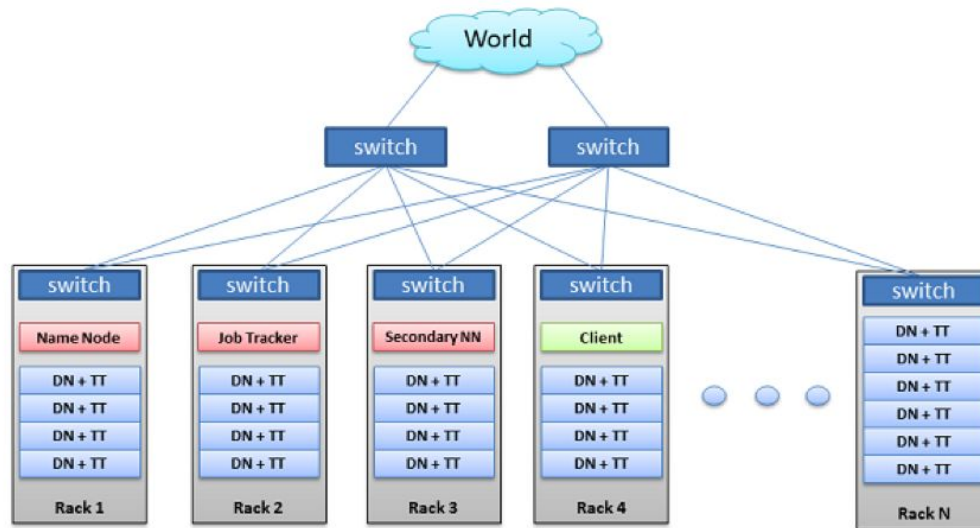 World
switch
switch
switch
Name Node
DN + TT
DN + TT
DN + TT
DN + TT
Rack 1
switch
Job Tracker
DN + TT
DN + TT
DN + TT
DN + TT
Rack 2
switch
Secondary NN
DN + TT
DN + TT
DN + TT
DN + TT
Rack 3
switch
Client
DN + TT
DN + TT
DN + TT
DN + TT
Rack 4
switch
DN + TT
DN + TT
DN + TT
DN + TT
DN + TT
DN + TT
Rack N